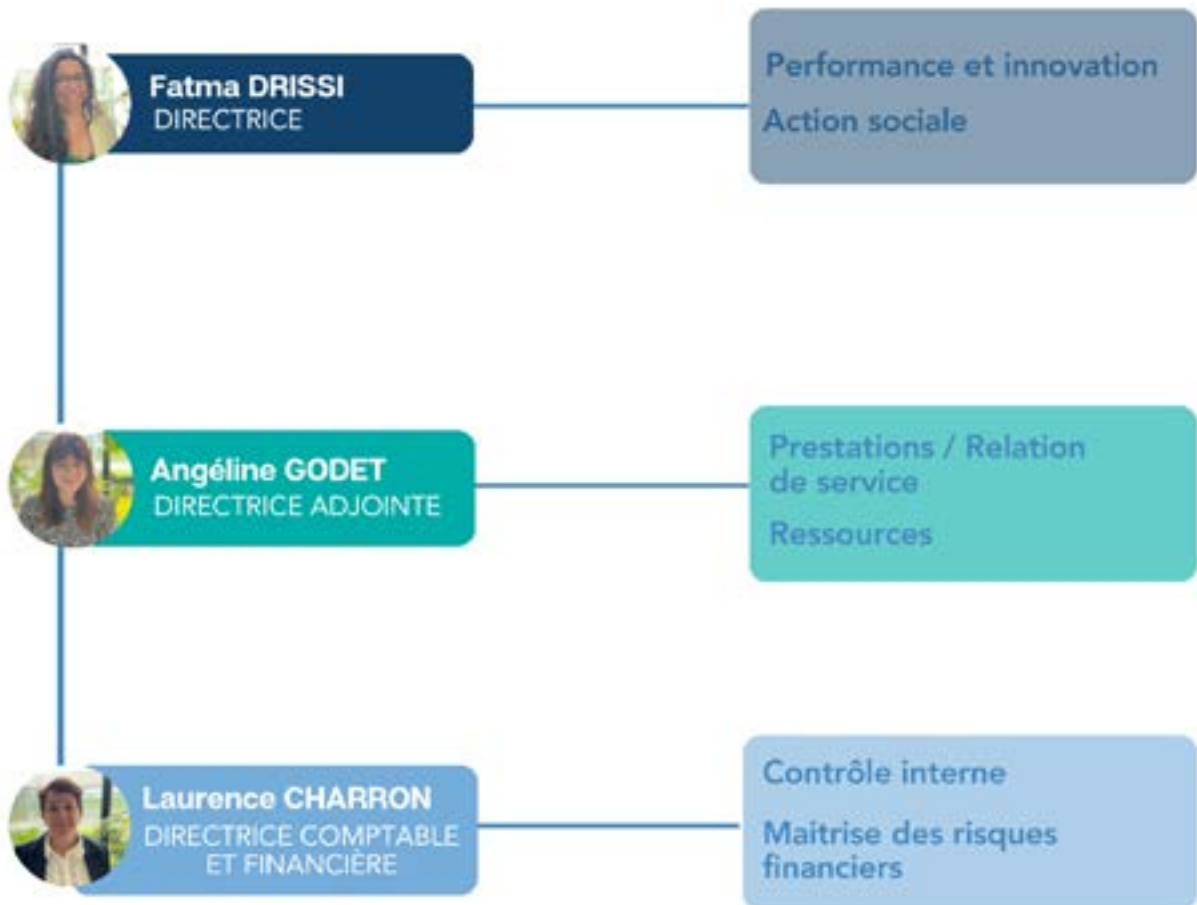 Fatma DRISSI
DIRECTRICE
Performance et innovation
Action sociale
Angéline GODET
DIRECTRICE ADJOINTE
Prestations / Relation
de service
Ressources
Laurence CHARRON
DIRECTRICE COMPTABLE
ET FINANCIÈRE
Contrôle interne
Maitrise des risques
financiers